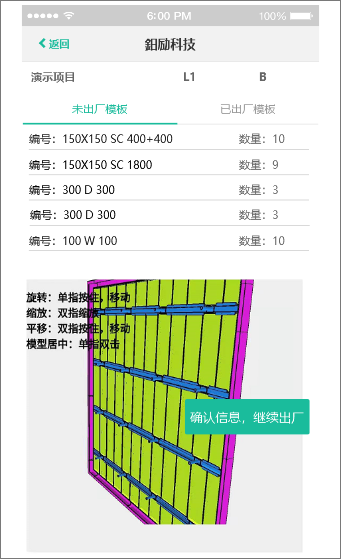 6:00 PM 100%
返回 鈤励科技
演示项目 L1 B
未出厂模板 已出厂模板
编号：150X150 SC 400+400 数量：10
编号：150X150 SC 1800 数量：9
编号：300 D 300 数量：3
编号：300 D 300 数量：3
编号：100 W 100 数量：10
旋转：单指按住，移动
缩放：双指缩放
平移：双指按住，移动
模型居中：单指双击
确认信息，继续出厂